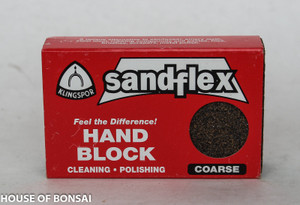 KLINGSPOR
sandflex
Feel the Difference!
HAND
BLOCK
CLEANING • POLISHING
COARSE
HOUSE OF BONSAI